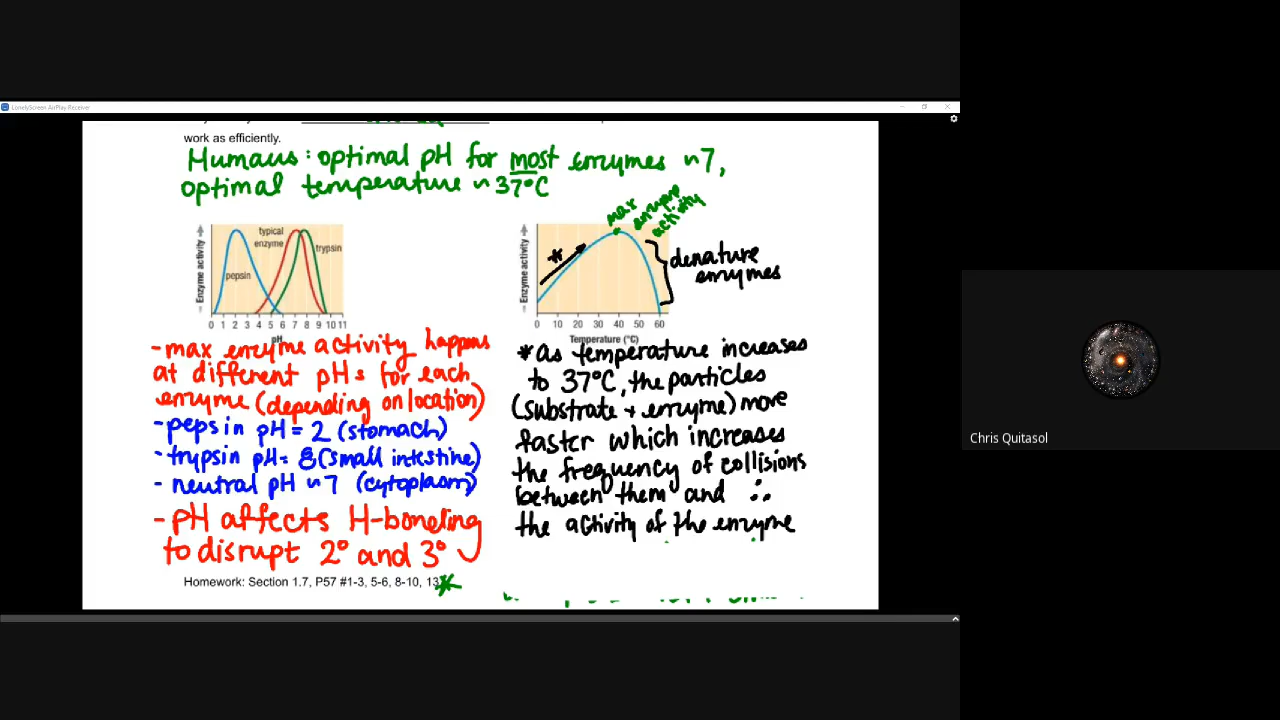 LonelyScreen AirPlay Receiver
work as efficiently.
Humans: optimal pH for most enzymes ~7,
optimal temperature ~37°C
Enzyme activity
pepsin
typical
enzyme
trypsin
0 1 2 3 4 5 6 7 8 9 10 11
pH
max
enzyme
activity
*
Enzyme activity
denature
enzymes
0 10 20 30 40 50 60
Temperature (°C)
- max enzyme activity happens
at different pHs for each
enzyme (depending on location)
- pepsin pH = 2 (stomach)
- trypsin pH = 8 (small intestine)
- neutral pH ~7 (cytoplasm)
- pH affects H-bonding
to disrupt 2° and 3°
* As temperature increases
to 37°C, the particles
(substrate + enzyme) move
faster which increases
the frequency of collisions
between them and ∴
the activity of the enzyme
Homework: Section 1.7, P57 #1-3, 5-6, 8-10, 13*
Chris Quitasol